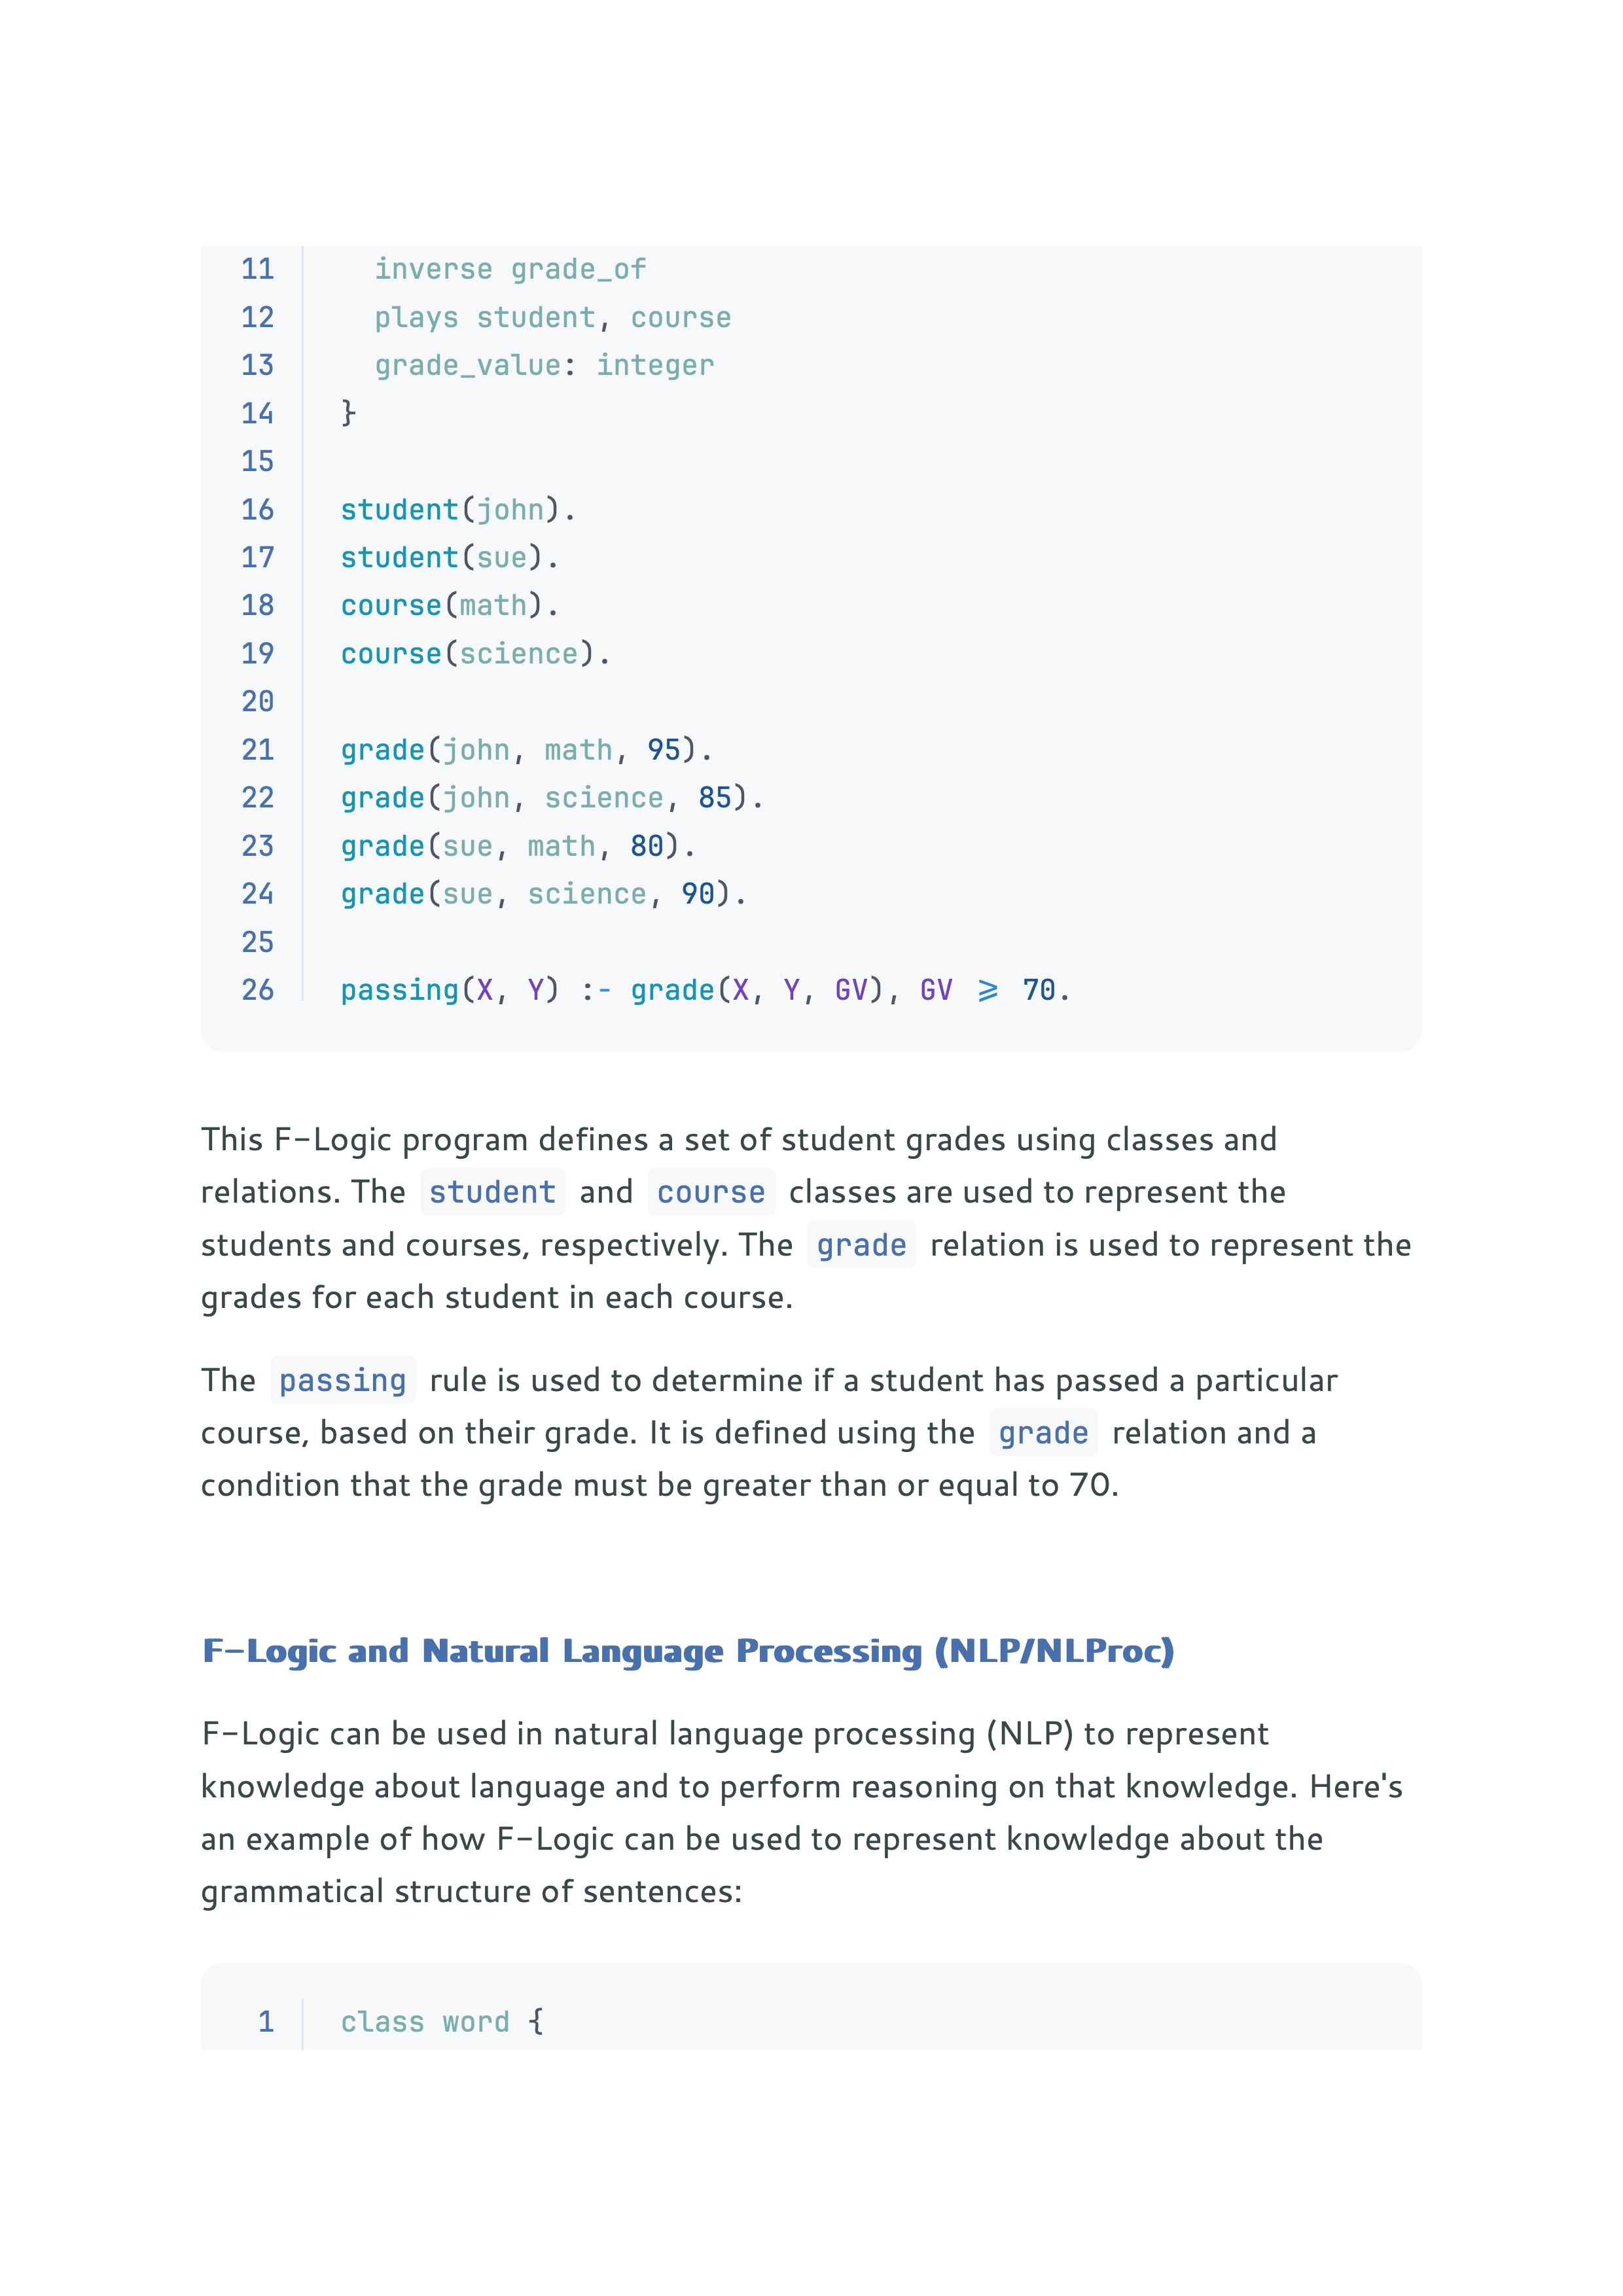 11 inverse grade_of
12 plays student, course
13 grade_value: integer
14 }
15
16 student(john).
17 student(sue).
18 course(math).
19 course(science).
20
21 grade(john, math, 95).
22 grade(john, science, 85).
23 grade(sue, math, 80).
24 grade(sue, science, 90).
25
26 passing(X, Y) :- grade(X, Y, GV), GV ⩾ 70.
This F-Logic program defines a set of student grades using classes and
relations. The student and course classes are used to represent the
students and courses, respectively. The grade relation is used to represent the
grades for each student in each course.
The passing rule is used to determine if a student has passed a particular
course, based on their grade. It is defined using the grade relation and a
condition that the grade must be greater than or equal to 70.
F-Logic and Natural Language Processing (NLP/NLProc)
F-Logic can be used in natural language processing (NLP) to represent
knowledge about language and to perform reasoning on that knowledge. Here's
an example of how F-Logic can be used to represent knowledge about the
grammatical structure of sentences:
1 class word {